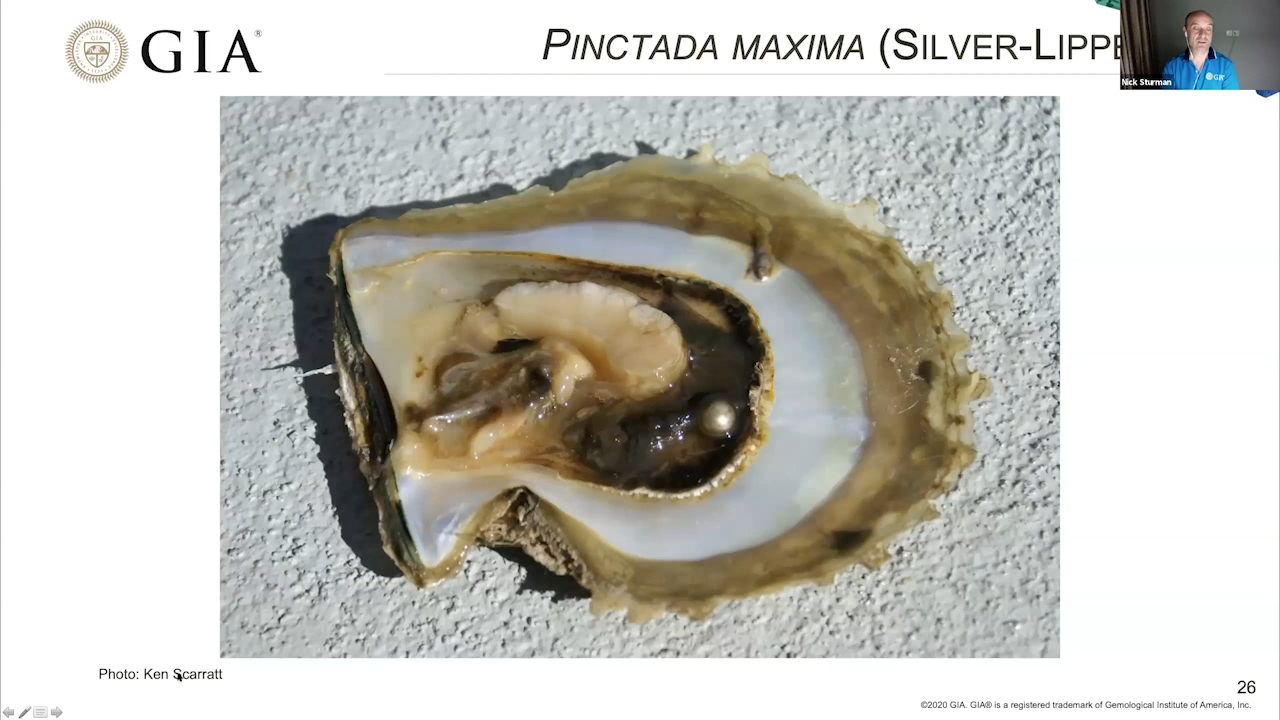 GIA®
PINCTADA MAXIMA (SILVER-LIPPE
Nick Sturman
GIA
Photo: Ken Scarratt
26
©2020 GIA. GIA® is a registered trademark of Gemological Institute of America, Inc.